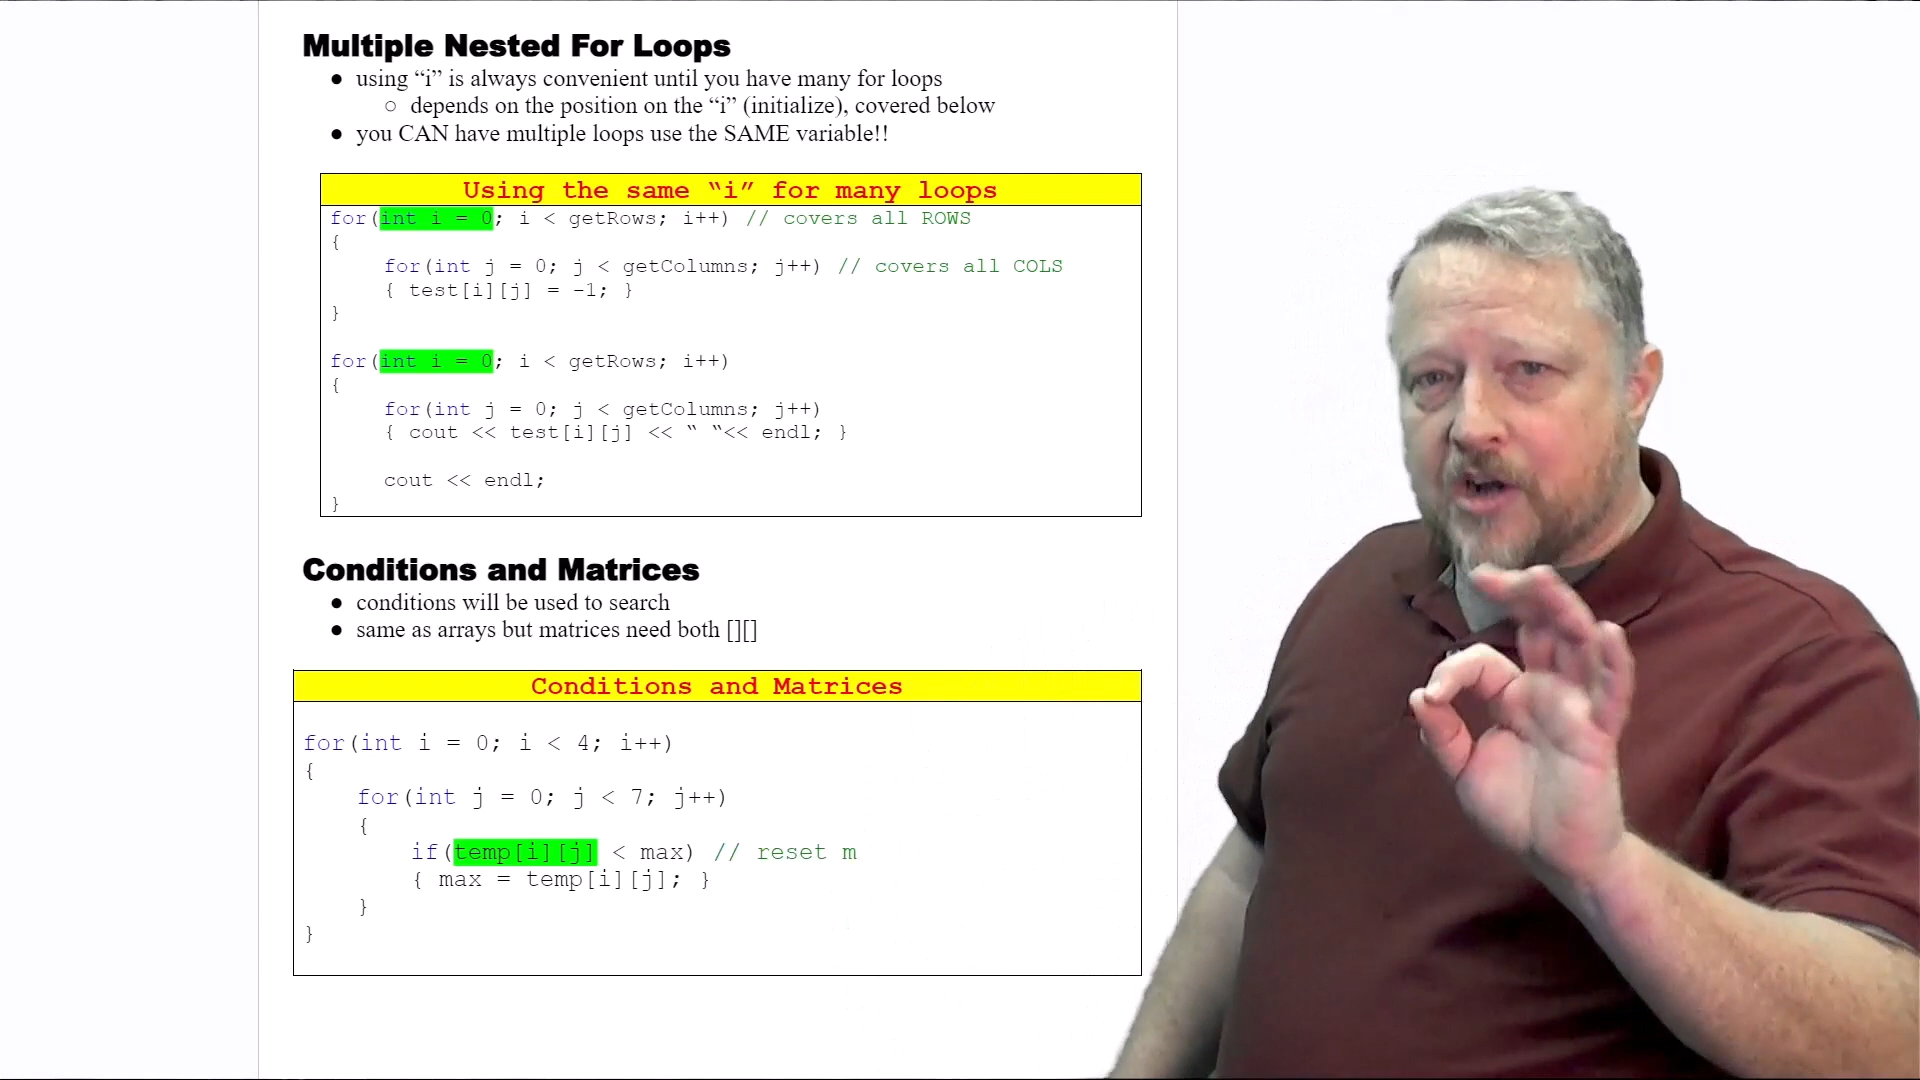 Multiple Nested For Loops
● using “i” is always convenient until you have many for loops
○ depends on the position on the “i” (initialize), covered below
● you CAN have multiple loops use the SAME variable!!
Using the same “i” for many loops
for(int i = 0; i < getRows; i++) // covers all ROWS
{
for(int j = 0; j < getColumns; j++) // covers all COLS
{ test[i][j] = -1; }
}
for(int i = 0; i < getRows; i++)
{
for(int j = 0; j < getColumns; j++)
{ cout << test[i][j] << “ “<< endl; }
cout << endl;
}
Conditions and Matrices
● conditions will be used to search
● same as arrays but matrices need both [][]
Conditions and Matrices
for(int i = 0; i < 4; i++)
{
for(int j = 0; j < 7; j++)
{
if(temp[i][j] < max) // reset m
{ max = temp[i][j]; }
}
}